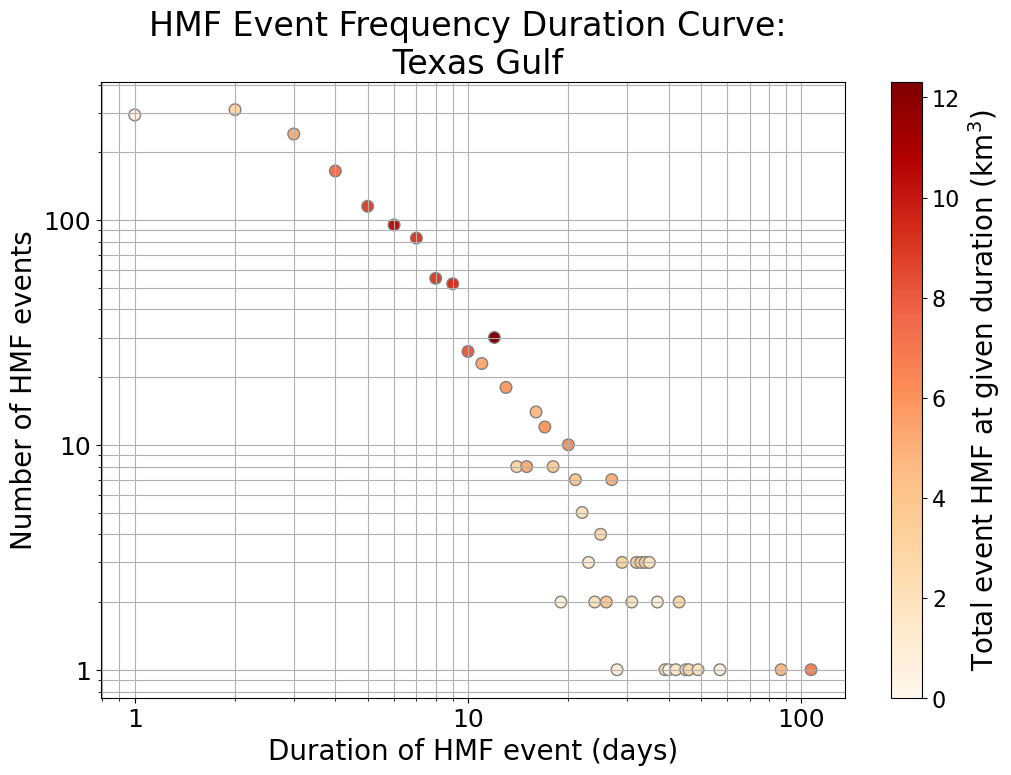 HMF Event Frequency Duration Curve:
Texas Gulf
Number of HMF events
100
10
1
1
10
100
Duration of HMF event (days)
12
10
8
6
4
2
0
Total event HMF at given duration (km³)